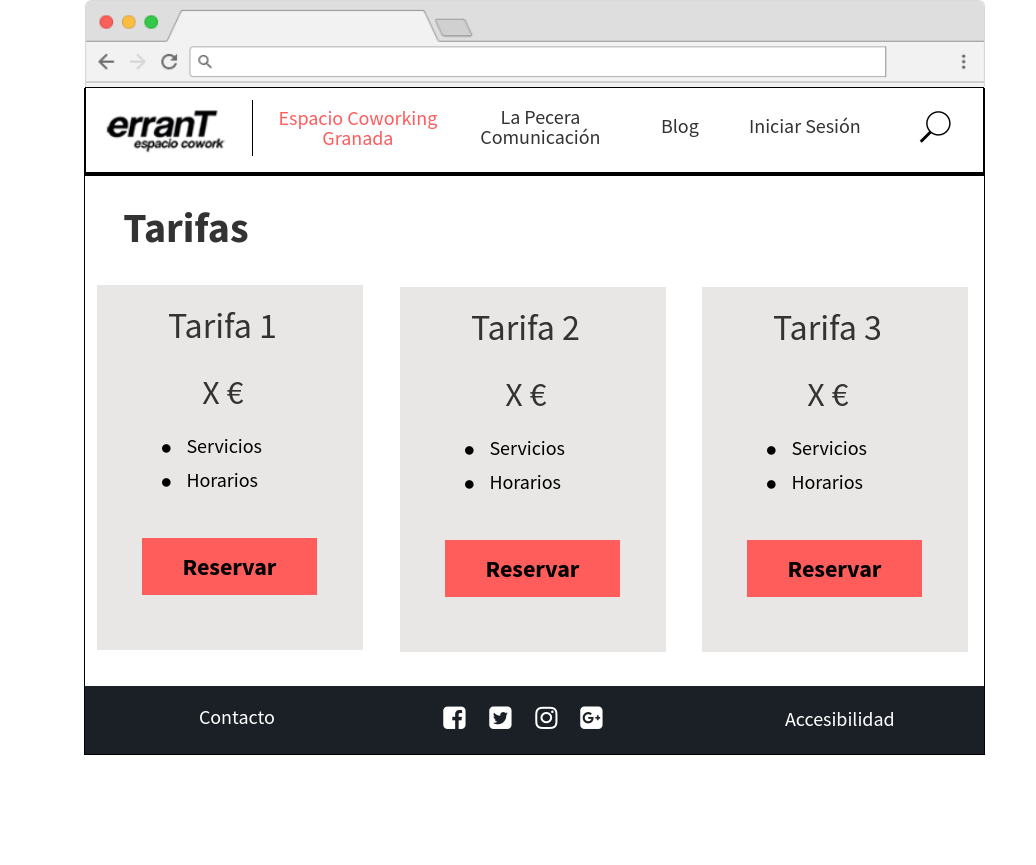 erranT
espacio cowork
Espacio Coworking
Granada
La Pecera
Comunicación
Blog
Iniciar Sesión
Tarifas
Tarifa 1
X €
Servicios
Horarios
Reservar
Tarifa 2
X €
Servicios
Horarios
Reservar
Tarifa 3
X €
Servicios
Horarios
Reservar
Contacto
G+
Accesibilidad